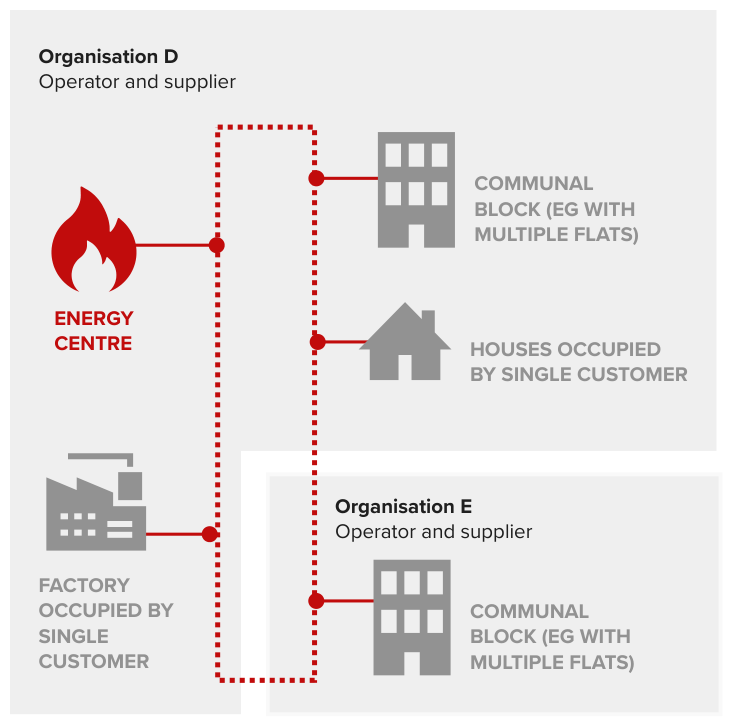 Organisation D
Operator and supplier
COMMUNAL
BLOCK (EG WITH
MULTIPLE FLATS)
ENERGY
CENTRE
HOUSES OCCUPIED
BY SINGLE CUSTOMER
Organisation E
Operator and supplier
FACTORY
OCCUPIED BY
SINGLE
CUSTOMER
COMMUNAL
BLOCK (EG WITH
MULTIPLE FLATS)